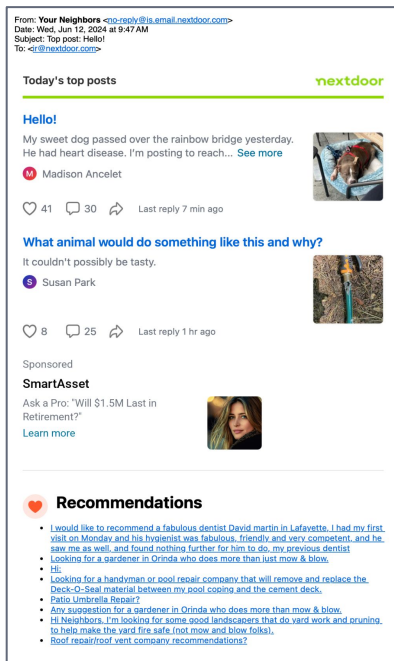 From: Your Neighbors <no-reply@is.email.nextdoor.com>
Date: Wed, Jun 12, 2024 at 9:47 AM
Subject: Top post: Hello!
To: <ir@nextdoor.com>
Today's top posts
nextdoor
Hello!
My sweet dog passed over the rainbow bridge yesterday.
He had heart disease. I'm posting to reach... See more
M Madison Ancelet
41 30 Last reply 7 min ago
What animal would do something like this and why?
It couldn't possibly be tasty.
S Susan Park
8 25 Last reply 1 hr ago
Sponsored
SmartAsset
Ask a Pro: "Will $1.5M Last in
Retirement?"
Learn more
Recommendations
• I would like to recommend a fabulous dentist David martin in Lafayette, I had my first
visit on Monday and his hygienist was fabulous, friendly and very competent, and he
saw me as well, and found nothing further for him to do, my previous dentist
• Looking for a gardener in Orinda who does more than just mow & blow.
• Hi:
• Looking for a handyman or pool repair company that will remove and replace the
Deck-O-Seal material between my pool coping and the cement deck.
• Patio Umbrella Repair?
• Any suggestion for a gardener in Orinda who does more than mow & blow.
• Hi Neighbors, I'm looking for some good landscapers that do yard work and pruning
to help make the yard fire safe (not mow and blow folks).
• Roof repair/roof vent company recommendations?